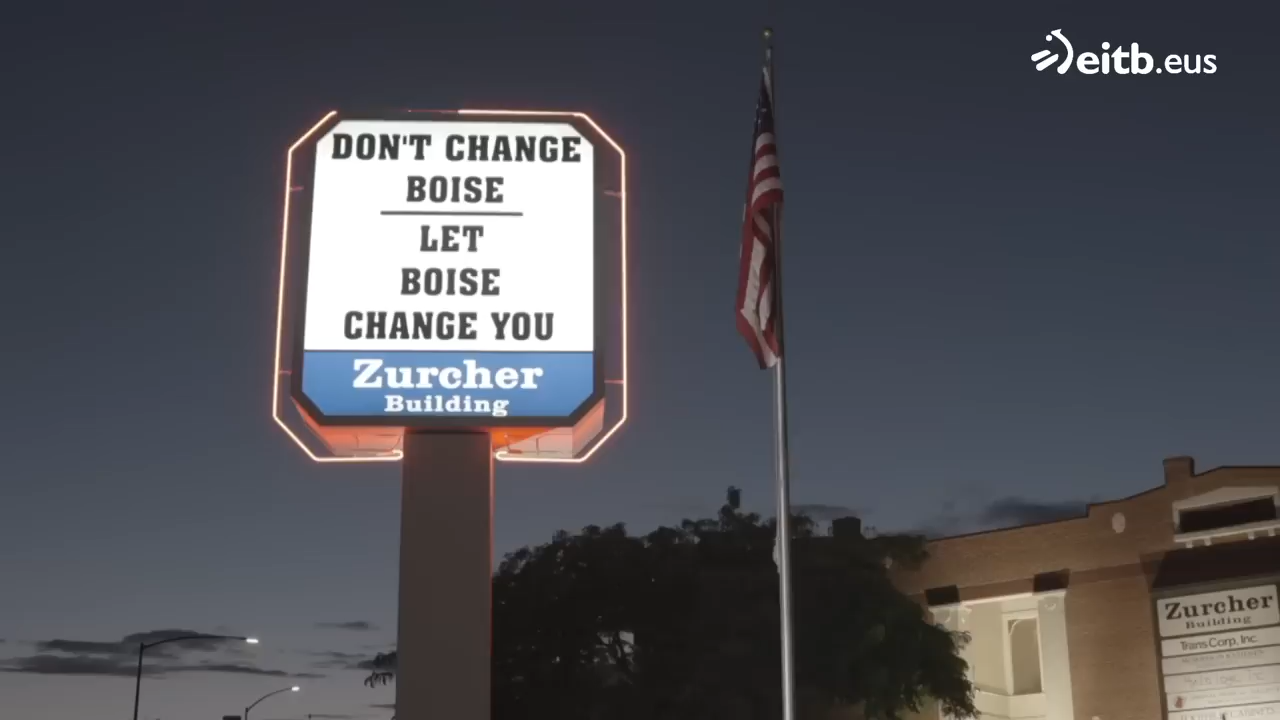 eitb.eus
DON'T CHANGE
BOISE
LET
BOISE
CHANGE YOU
Zurcher
Building
Zurcher
Building
TransCorp, Inc.